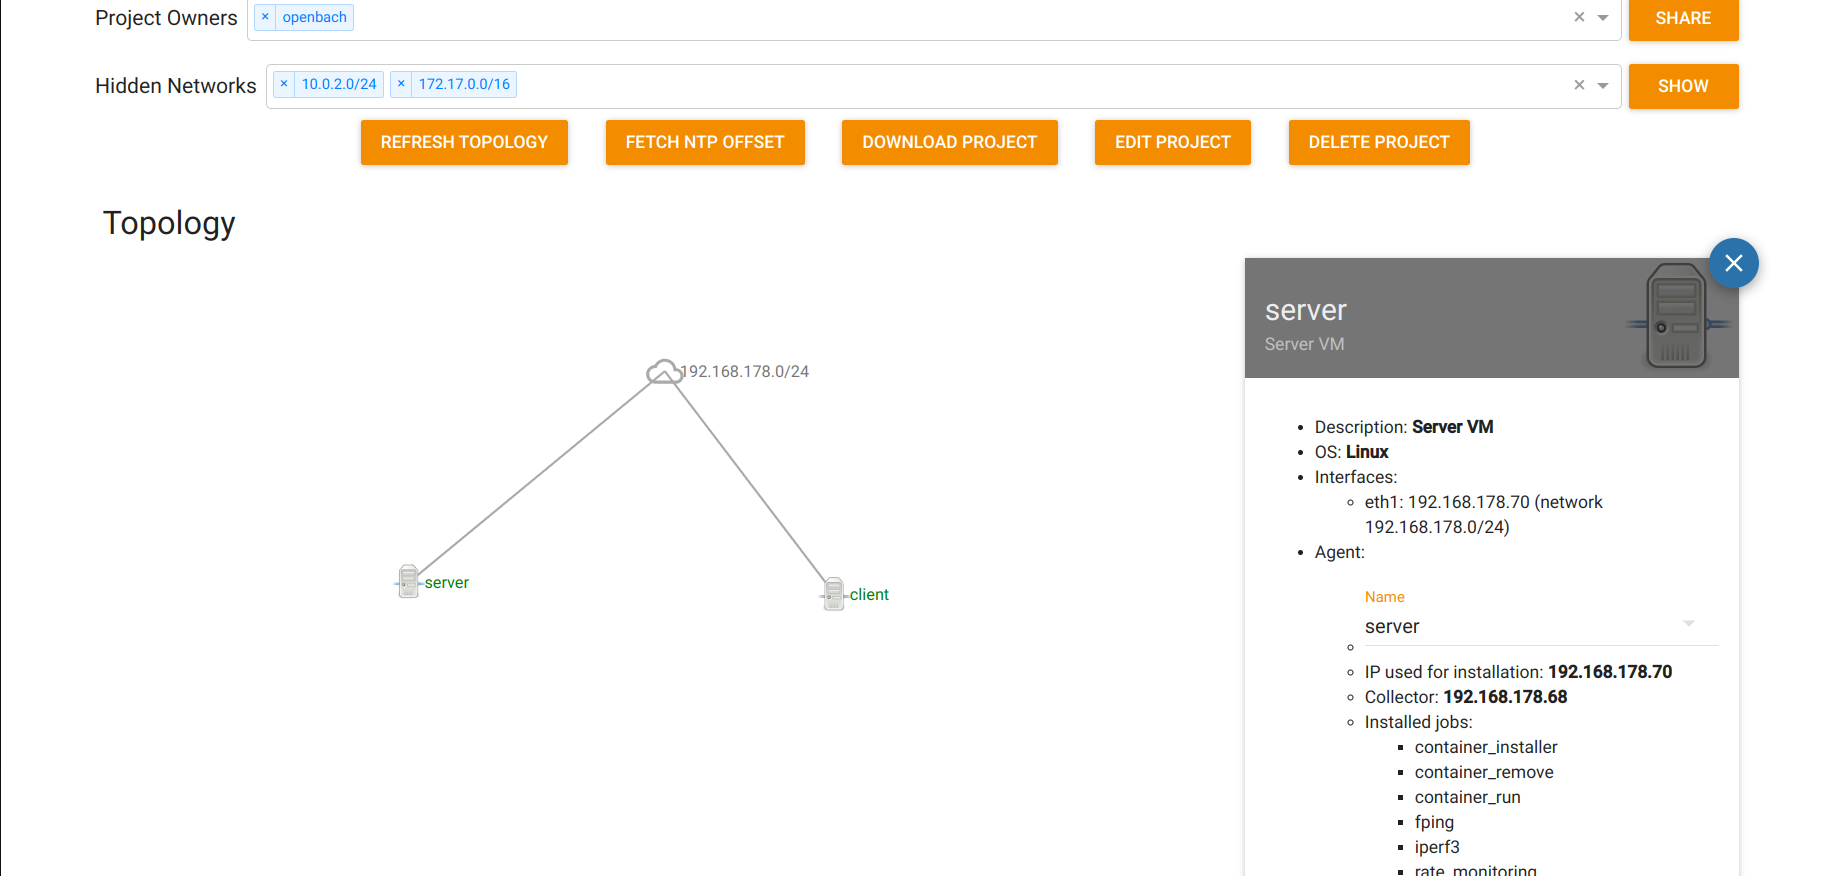 Project Owners × openbach × SHARE
Hidden Networks × 10.0.2.0/24 × 172.17.0.0/16 × SHOW
REFRESH TOPOLOGY FETCH NTP OFFSET DOWNLOAD PROJECT EDIT PROJECT DELETE PROJECT
Topology
192.168.178.0/24
server
client
server
Server VM
Description: Server VM
OS: Linux
Interfaces:
eth1: 192.168.178.70 (network
192.168.178.0/24)
Agent:
Name
server
IP used for installation: 192.168.178.70
Collector: 192.168.178.68
Installed jobs:
container_installer
container_remove
container_run
fping
iperf3
rate_monitoring